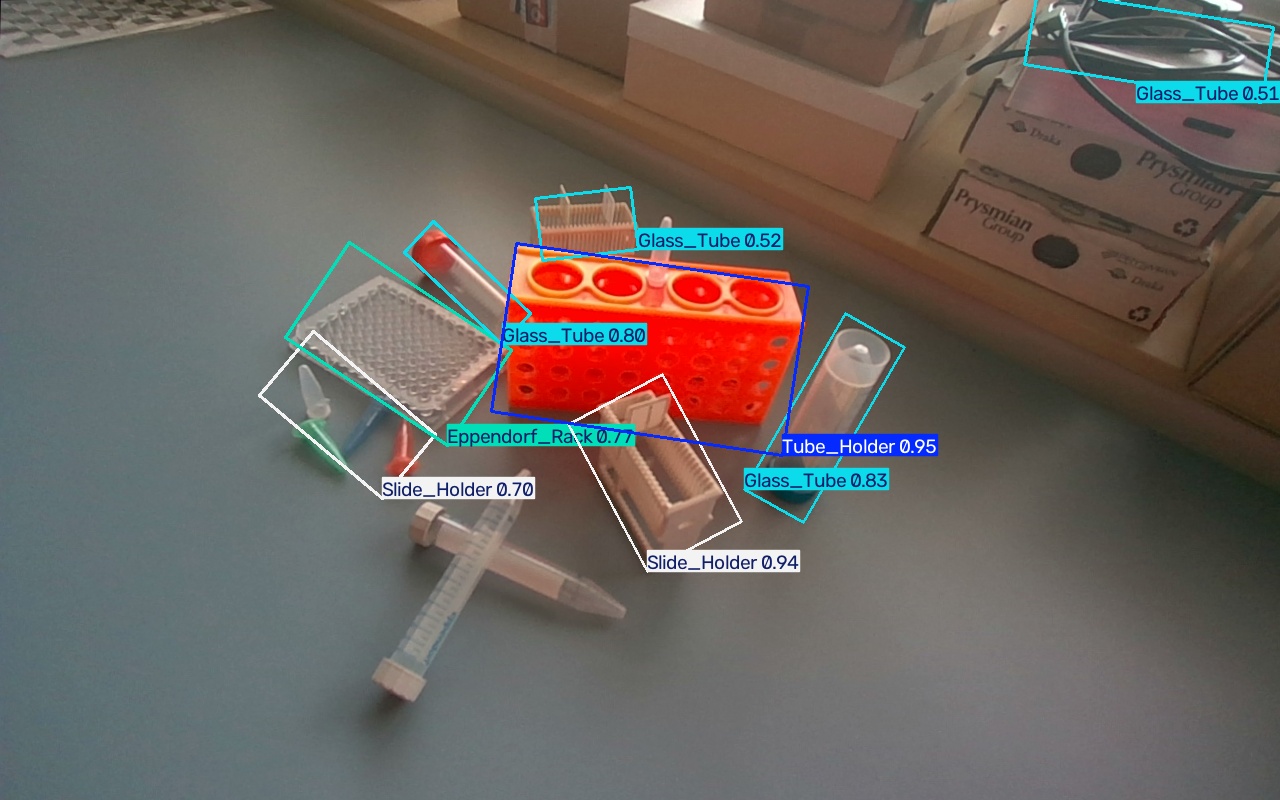 Glass_Tube 0.51
Draka
Prysmian
Group
Prysmian
Group
Draka
Glass_Tube 0.52
Glass_Tube 0.80
Eppendorf_Rack 0.77
Tube_Holder 0.95
Glass_Tube 0.83
Slide_Holder 0.70
Slide_Holder 0.94